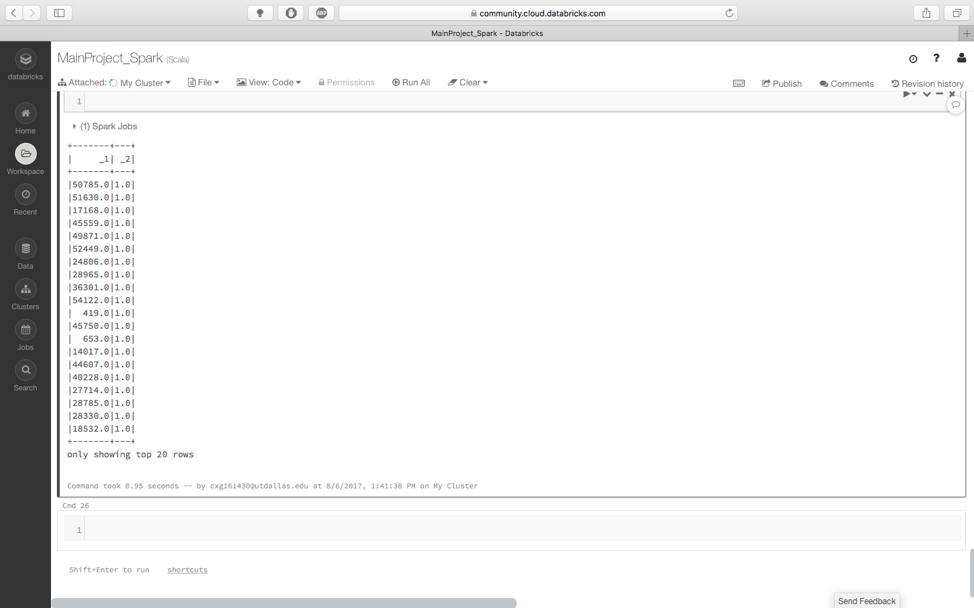 ABP
community.cloud.databricks.com
MainProject_Spark - Databricks
databricks
Home
Workspace
Recent
Data
Clusters
Jobs
Search
MainProject_Spark (Scala)
Attached: My Cluster File View: Code Permissions Run All Clear Publish Comments Revision history
1
(1) Spark Jobs
+-------+---+
|     _1| _2|
+-------+---+
|50785.0|1.0|
|51630.0|1.0|
|17168.0|1.0|
|45559.0|1.0|
|49871.0|1.0|
|52449.0|1.0|
|24806.0|1.0|
|28965.0|1.0|
|36301.0|1.0|
|54122.0|1.0|
|  419.0|1.0|
|45750.0|1.0|
|  653.0|1.0|
|14017.0|1.0|
|44607.0|1.0|
|40228.0|1.0|
|27714.0|1.0|
|28785.0|1.0|
|28330.0|1.0|
|18532.0|1.0|
+-------+---+
only showing top 20 rows
Command took 0.95 seconds -- by cxg161430@utdallas.edu at 8/6/2017, 1:41:38 PM on My Cluster
Cmd 26
1
Shift+Enter to run shortcuts
Send Feedback